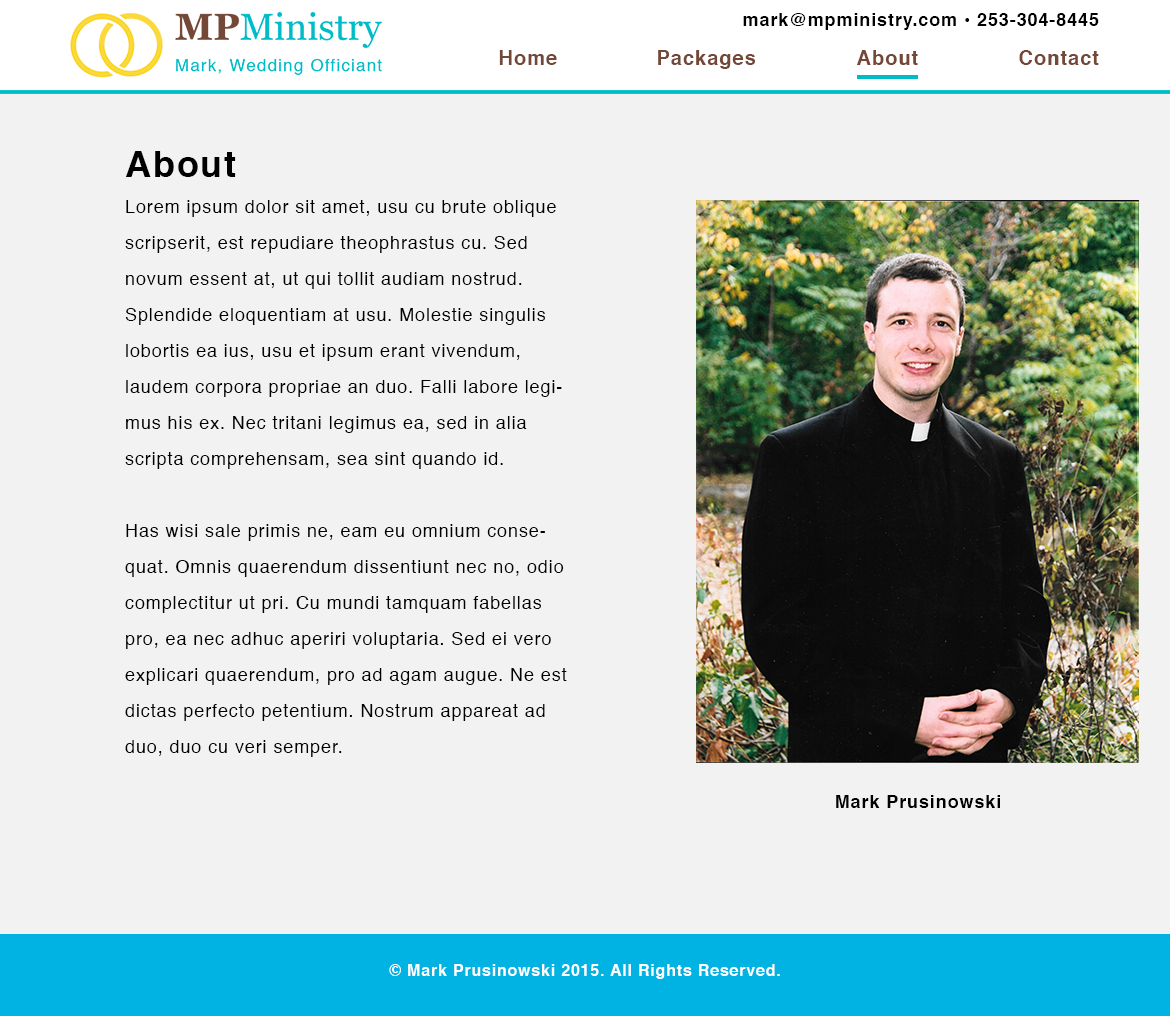 MPMinistry
Mark, Wedding Officiant
mark@mpministry.com • 253-304-8445
Home Packages About Contact
About
Lorem ipsum dolor sit amet, usu cu brute oblique
scripserit, est repudiare theophrastus cu. Sed
novum essent at, ut qui tollit audiam nostrud.
Splendide eloquentiam at usu. Molestie singulis
lobortis ea ius, usu et ipsum erant vivendum,
laudem corpora propriae an duo. Falli labore legi-
mus his ex. Nec tritani legimus ea, sed in alia
scripta comprehensam, sea sint quando id.
Has wisi sale primis ne, eam eu omnium conse-
quat. Omnis quaerendum dissentiunt nec no, odio
complectitur ut pri. Cu mundi tamquam fabellas
pro, ea nec adhuc aperiri voluptaria. Sed ei vero
explicari quaerendum, pro ad agam augue. Ne est
dictas perfecto petentium. Nostrum appareat ad
duo, duo cu veri semper.
Mark Prusinowski
© Mark Prusinowski 2015. All Rights Reserved.